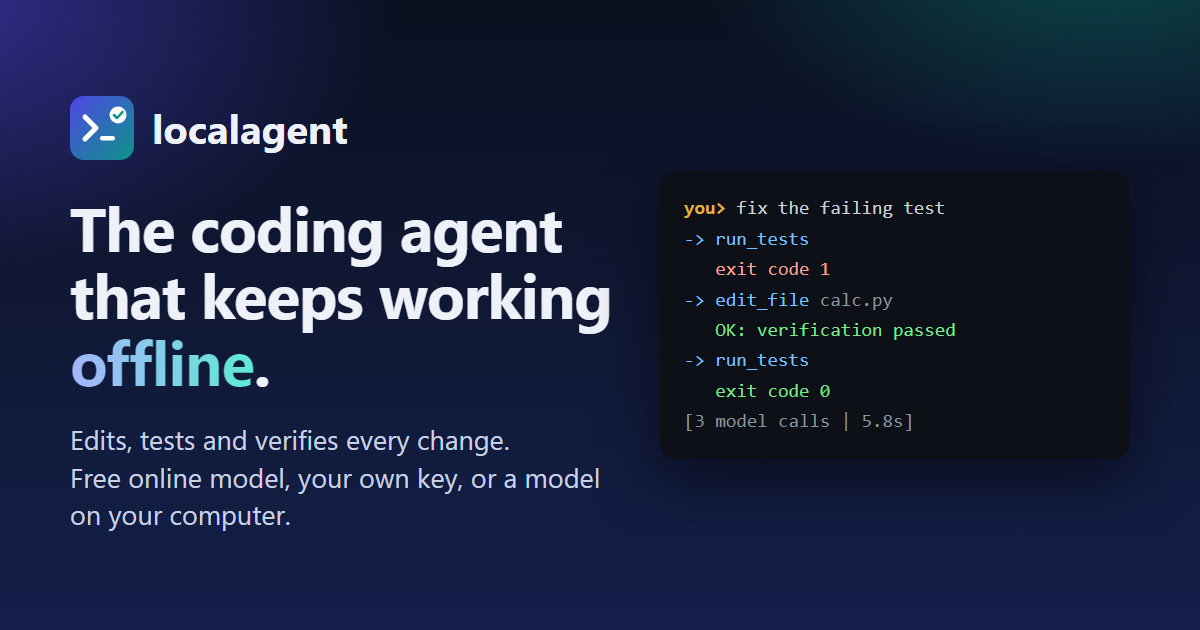 localagent
The coding agent
that keeps working
offline.
Edits, tests and verifies every change.
Free online model, your own key, or a model
on your computer.
you> fix the failing test
-> run_tests
exit code 1
-> edit_file calc.py
OK: verification passed
-> run_tests
exit code 0
[3 model calls | 5.8s]